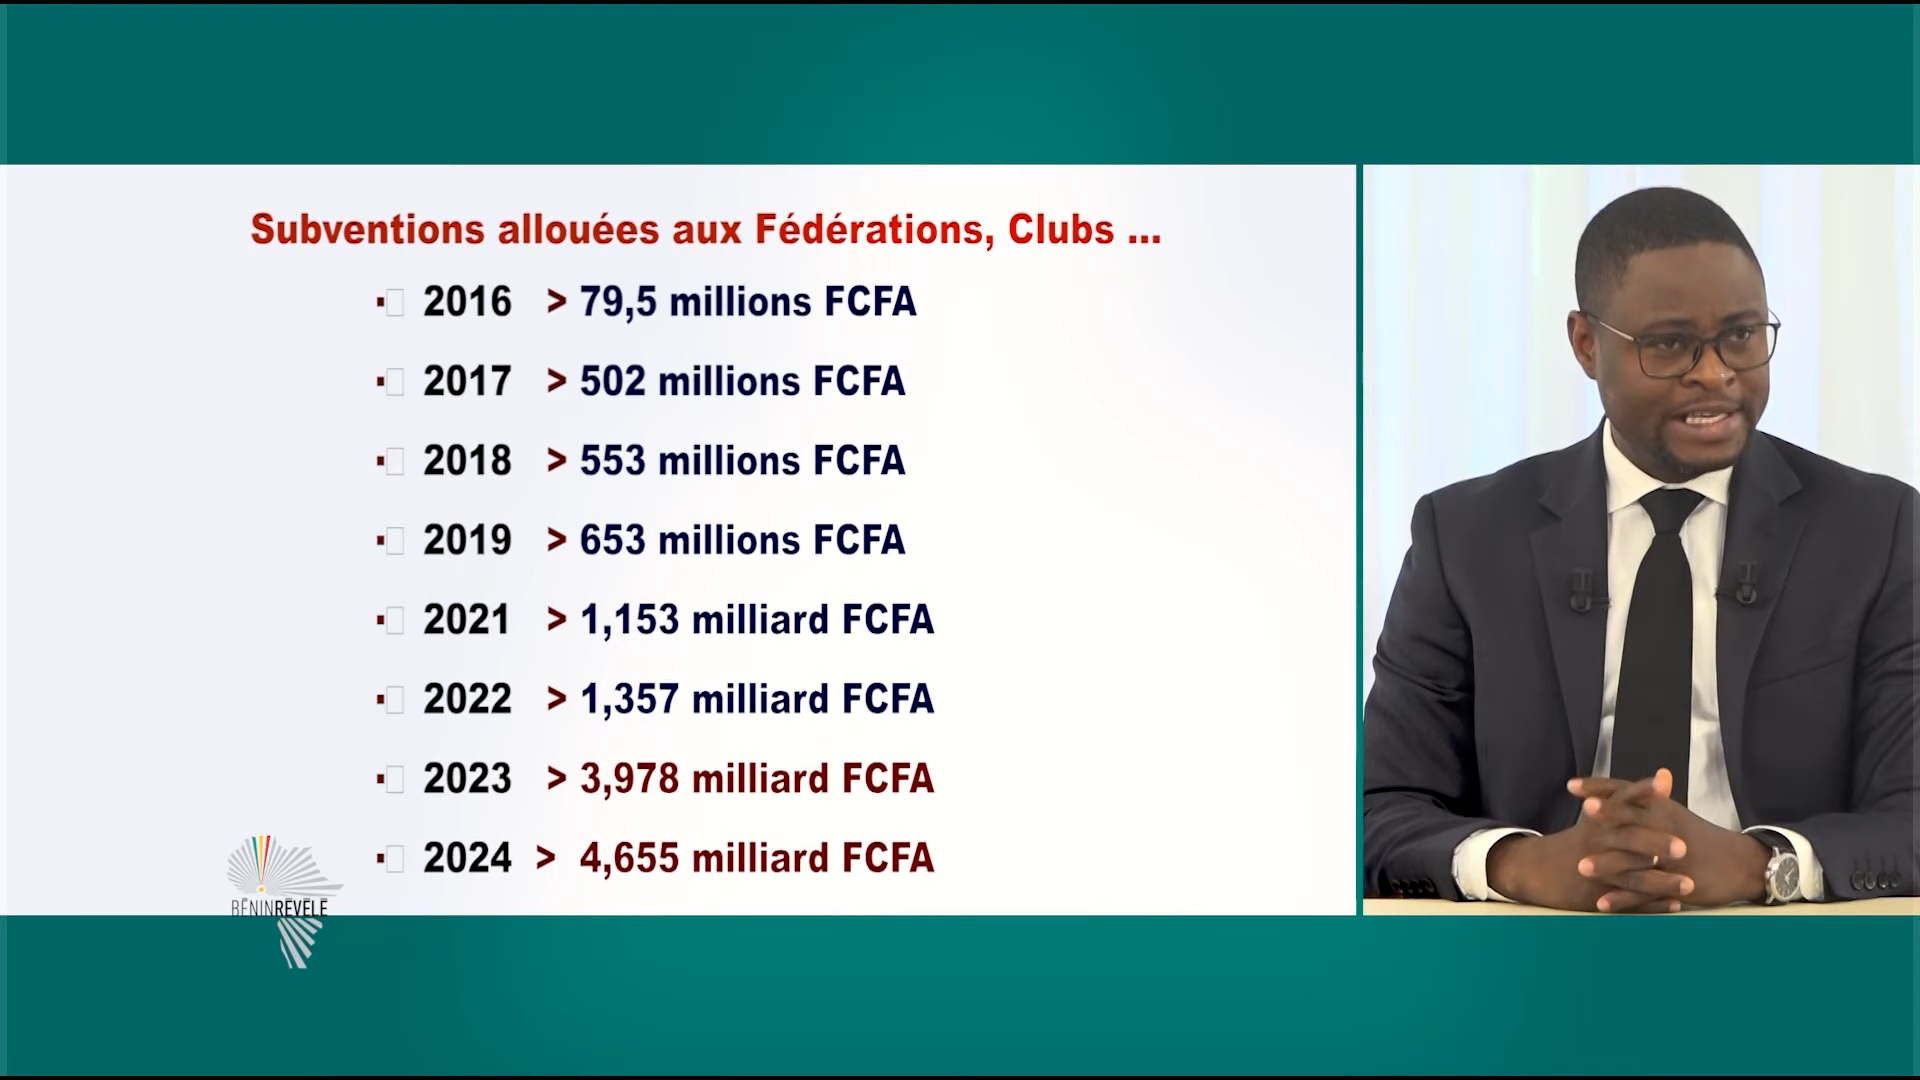 Subventions allouées aux Fédérations, Clubs ...
2016 > 79,5 millions FCFA
2017 > 502 millions FCFA
2018 > 553 millions FCFA
2019 > 653 millions FCFA
2021 > 1,153 milliard FCFA
2022 > 1,357 milliard FCFA
2023 > 3,978 milliard FCFA
2024 > 4,655 milliard FCFA
BÉNINRÉVÉLÉ